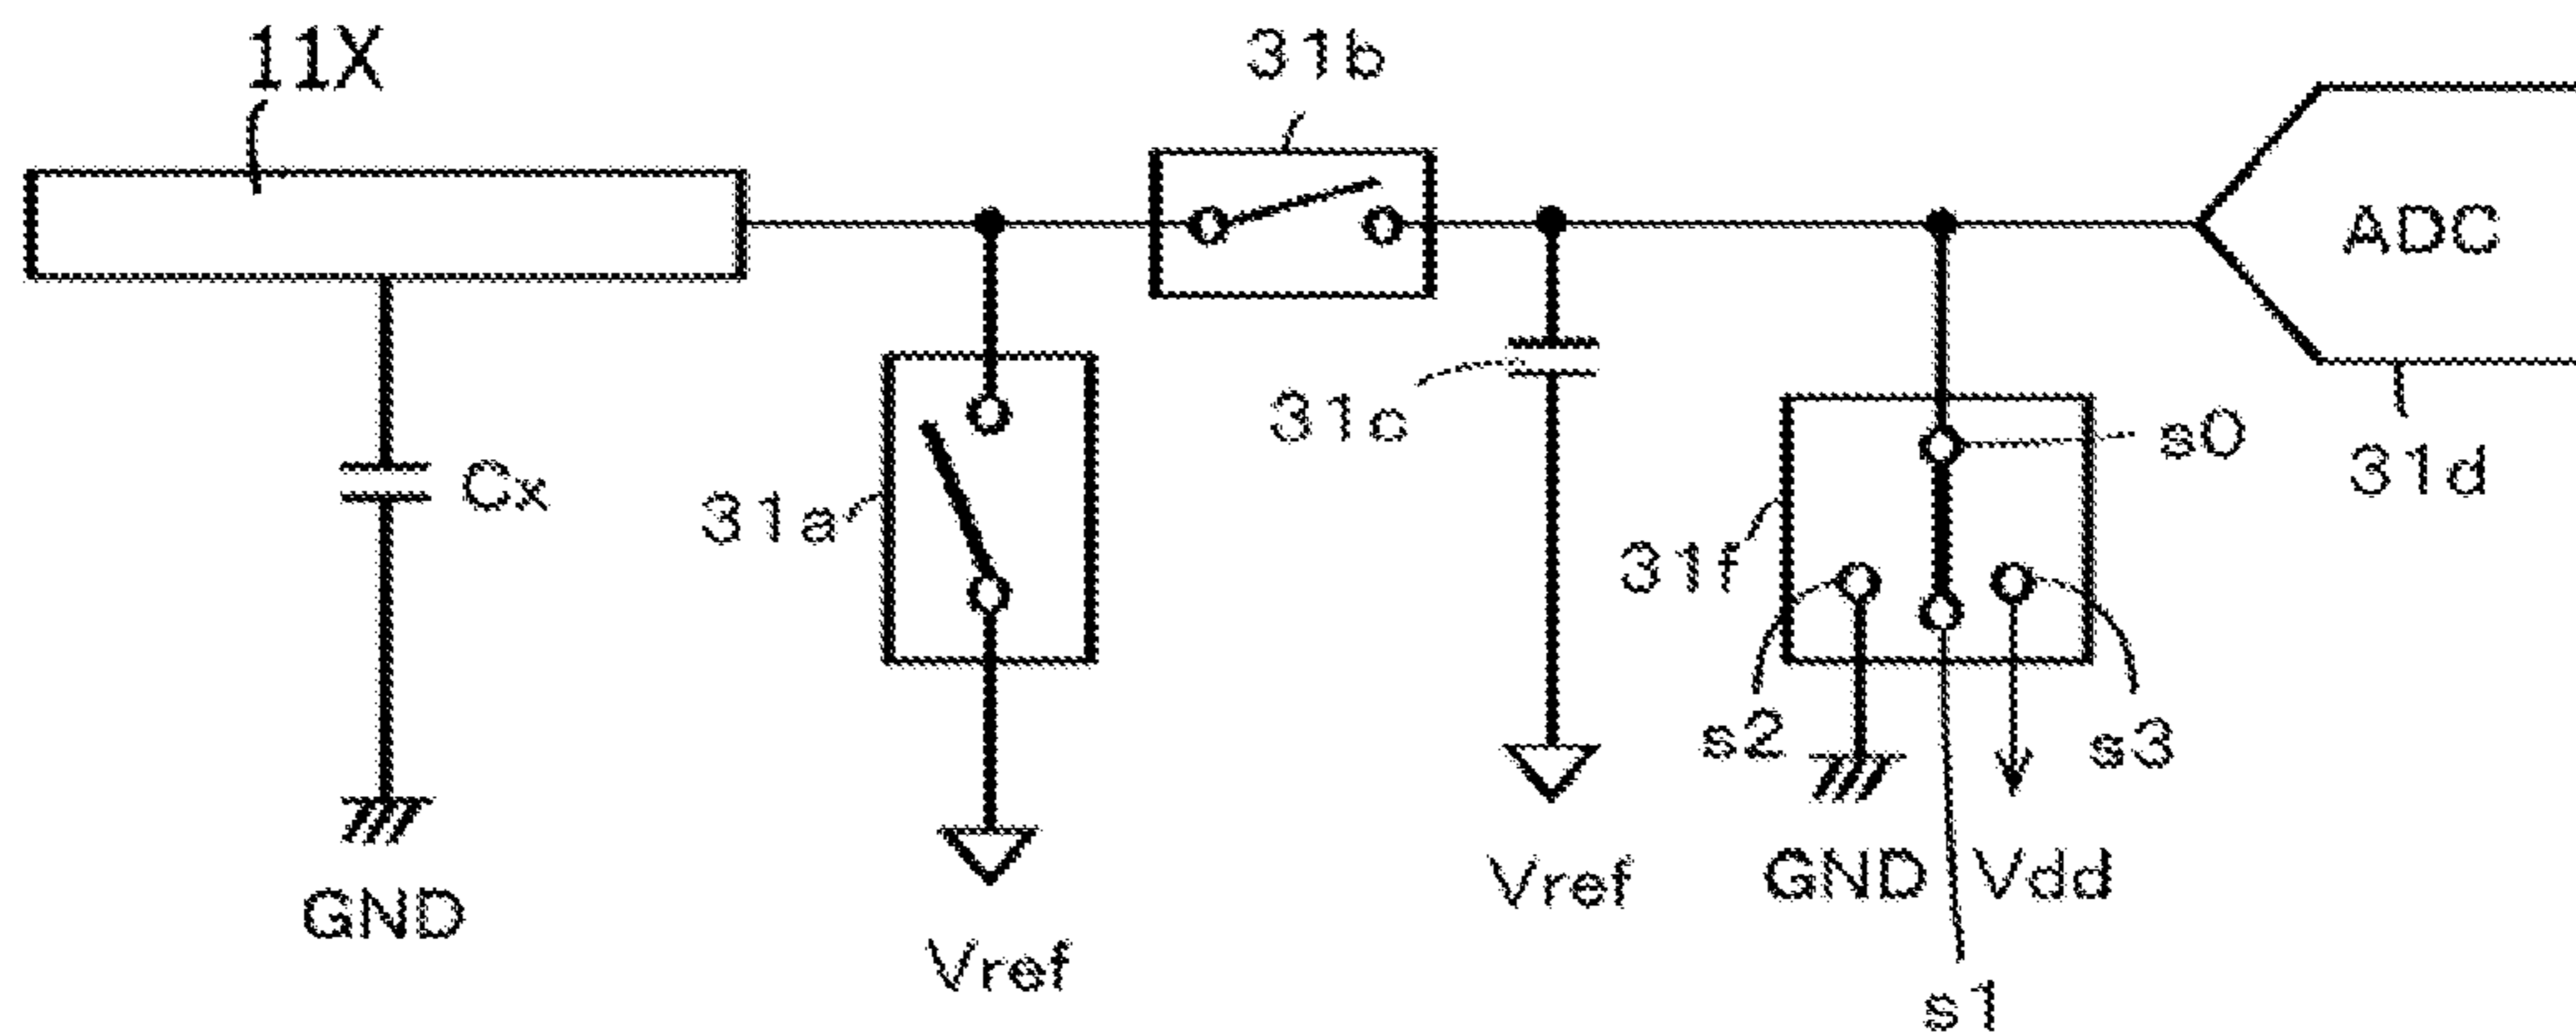 11X
31b
ADC
31c
s0
31d
Cx
31a
31f
s2
s3
GND
Vref
Vref
GND
Vdd
s1